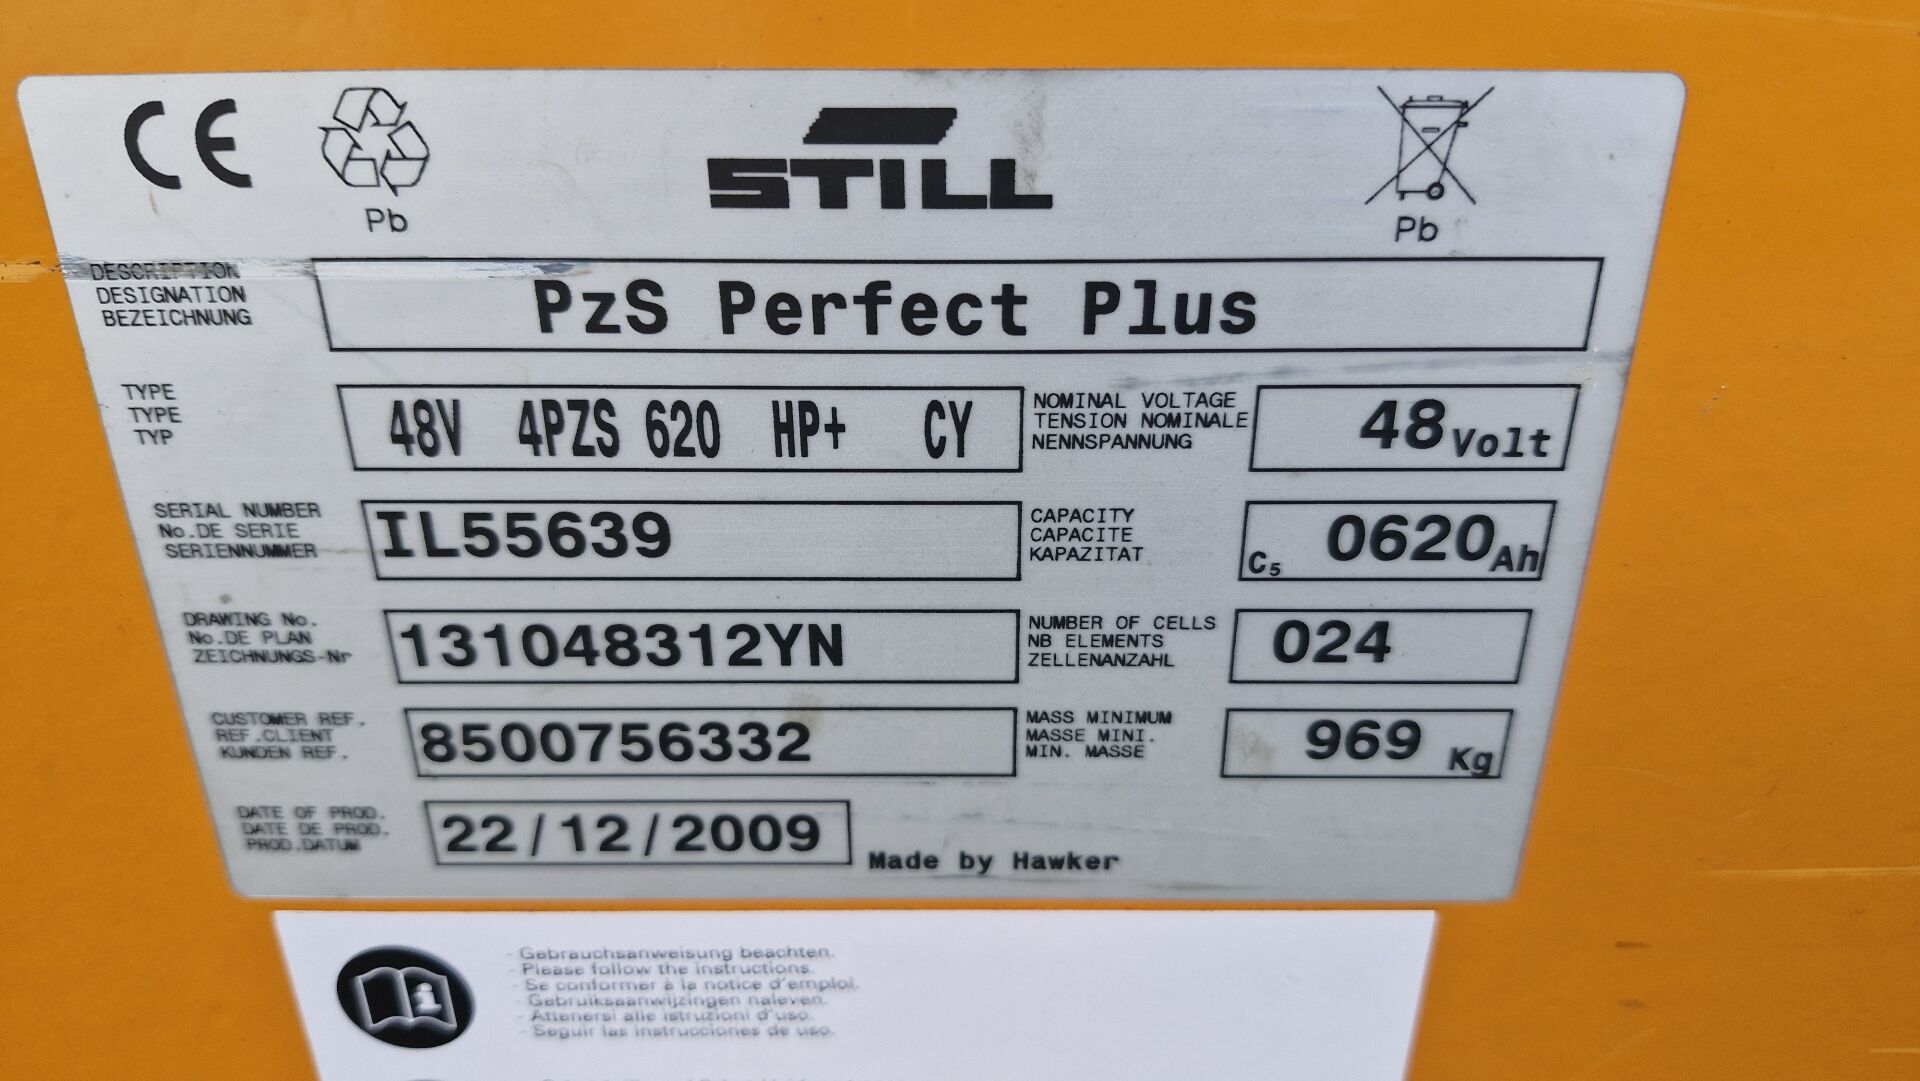 CE
Pb
STILL
Pb
DESCRIPTION
DESIGNATION
BEZEICHNUNG
PzS Perfect Plus
TYPE
TYPE
TYP
48V 4PZS 620 HP+ CY
NOMINAL VOLTAGE
TENSION NOMINALE
NENNSPANNUNG
48 Volt
SERIAL NUMBER
No.DE SERIE
SERIENNUMMER
IL55639
CAPACITY
CAPACITE
KAPAZITAT
C5 0620 Ah
DRAWING No.
No.DE PLAN
ZEICHNUNGS-Nr
131048312YN
NUMBER OF CELLS
NB ELEMENTS
ZELLENANZAHL
024
CUSTOMER REF.
REF.CLIENT
KUNDEN REF.
8500756332
MASS MINIMUM
MASSE MINI.
MIN. MASSE
969 Kg
DATE OF PROD.
DATE DE PROD.
PROD.DATUM
22/12/2009
Made by Hawker
- Gebrauchsanweisung beachten.
- Please follow the instructions.
- Se conformer à la notice d'emploi.
- Gebruiksaanwijzingen naleven.
- Attenersi alle istruzioni d'uso.
- Seguir las instrucciones de uso.